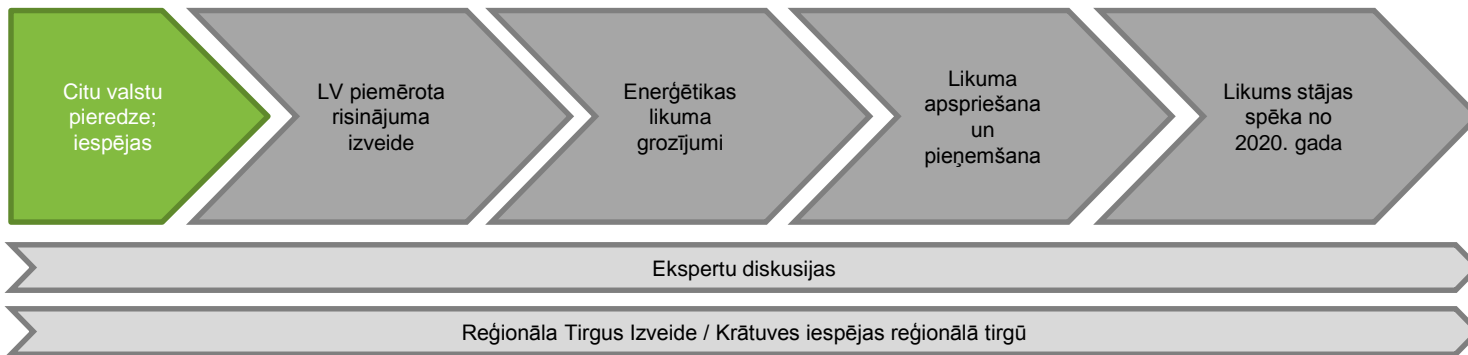 Citu valstu
pieredze;
iespējas
LV piemērota
risinājuma
izveide
Enerģētikas
likuma
grozījumi
Likuma
apspriešana
un
pieņemšana
Likums stājas
spēka no
2020. gada
Ekspertu diskusijas
Reģionāla Tirgus Izveide / Krātuves iespējas reģionālā tirgū